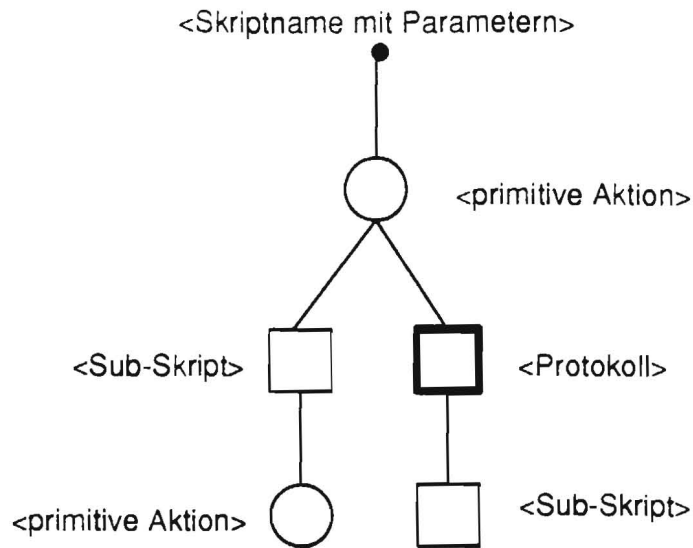 <Skriptname mit Parametern>
<primitive Aktion>
<Sub-Skript>
<Protokoll>
<primitive Aktion>
<Sub-Skript>